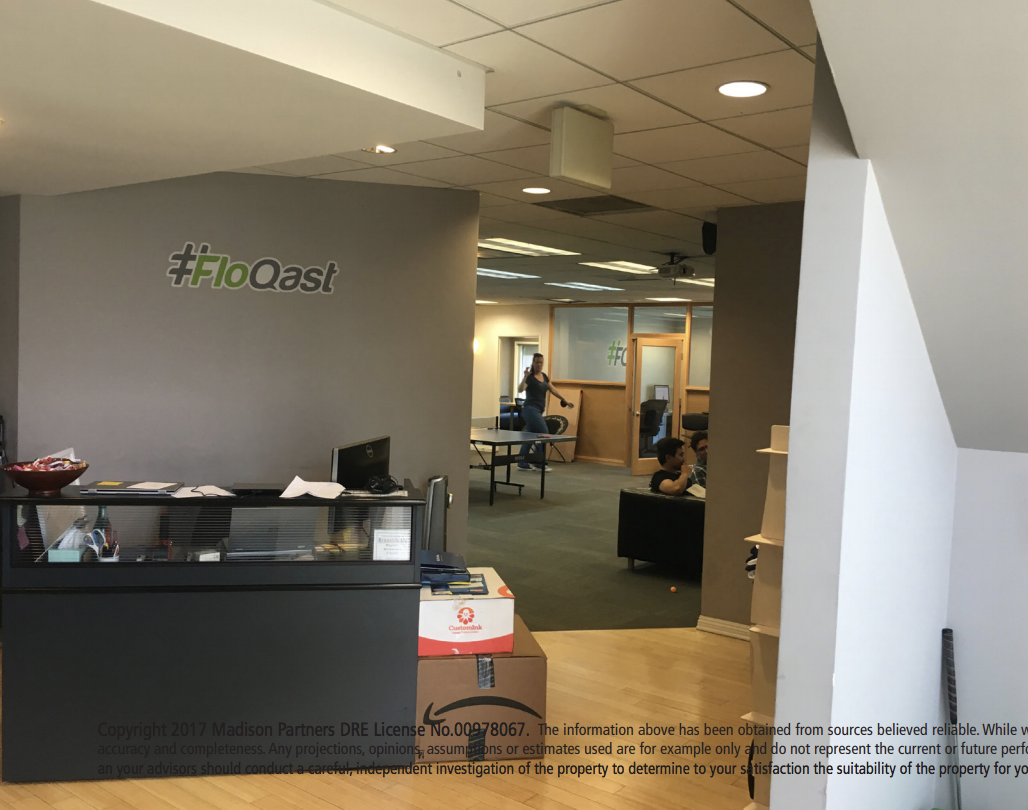 #FloQast
DELL
CustomInk
Copyright 2017 Madison Partners DRE License No.00978067. The information above has been obtained from sources believed reliable. While
accuracy and completeness. Any projections, opinions, assumptions or estimates used are for example only and do not represent the current or future
an your advisors should conduct a careful, independent investigation of the property to determine to your satisfaction the suitability of the property for